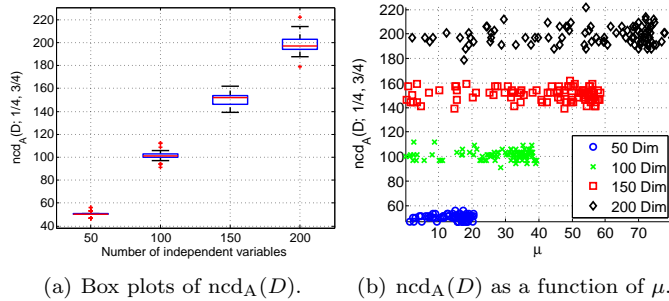 a.
220
200
180
160
140
120
100
80
60
40
ncd_A(D; 1/4, 3/4)
50
100
150
200
Number of independent variables
b.
220
200
180
160
140
120
100
80
60
ncd_A(D; 1/4, 3/4)
10
20
30
40
50
60
70
μ
50 Dim
100 Dim
150 Dim
200 Dim
(a) Box plots of ncd_A(D).
(b) ncd_A(D) as a function of μ.